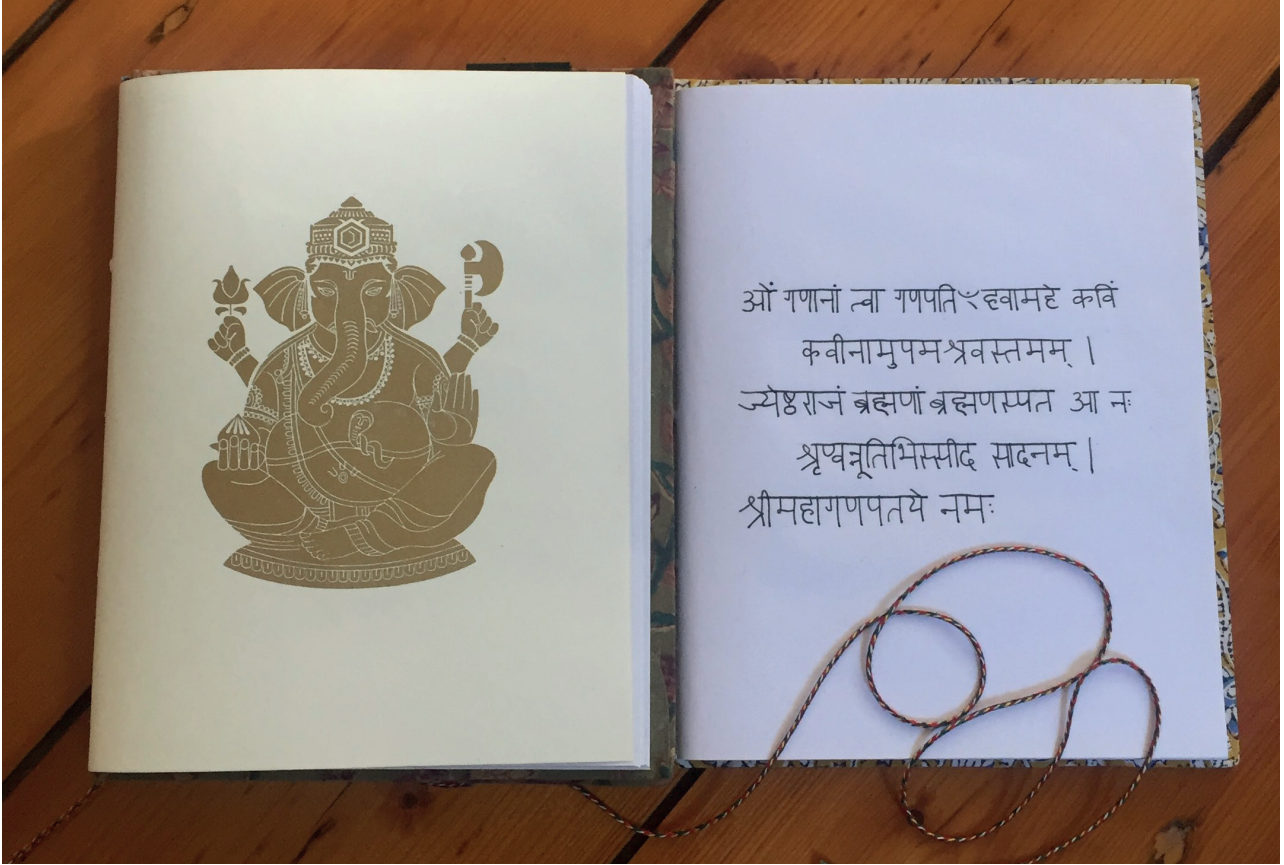 ओं गणानां त्वा गणपतिꣳहवामहे कविं
कवीनामुपमश्रवस्तमम् ।
ज्येष्ठराजं ब्रह्मणां ब्रह्मणस्पत आ नः
श्रृण्वन्नूतिभिस्सीद सादनम् ।
श्रीमहागणपतये नमः